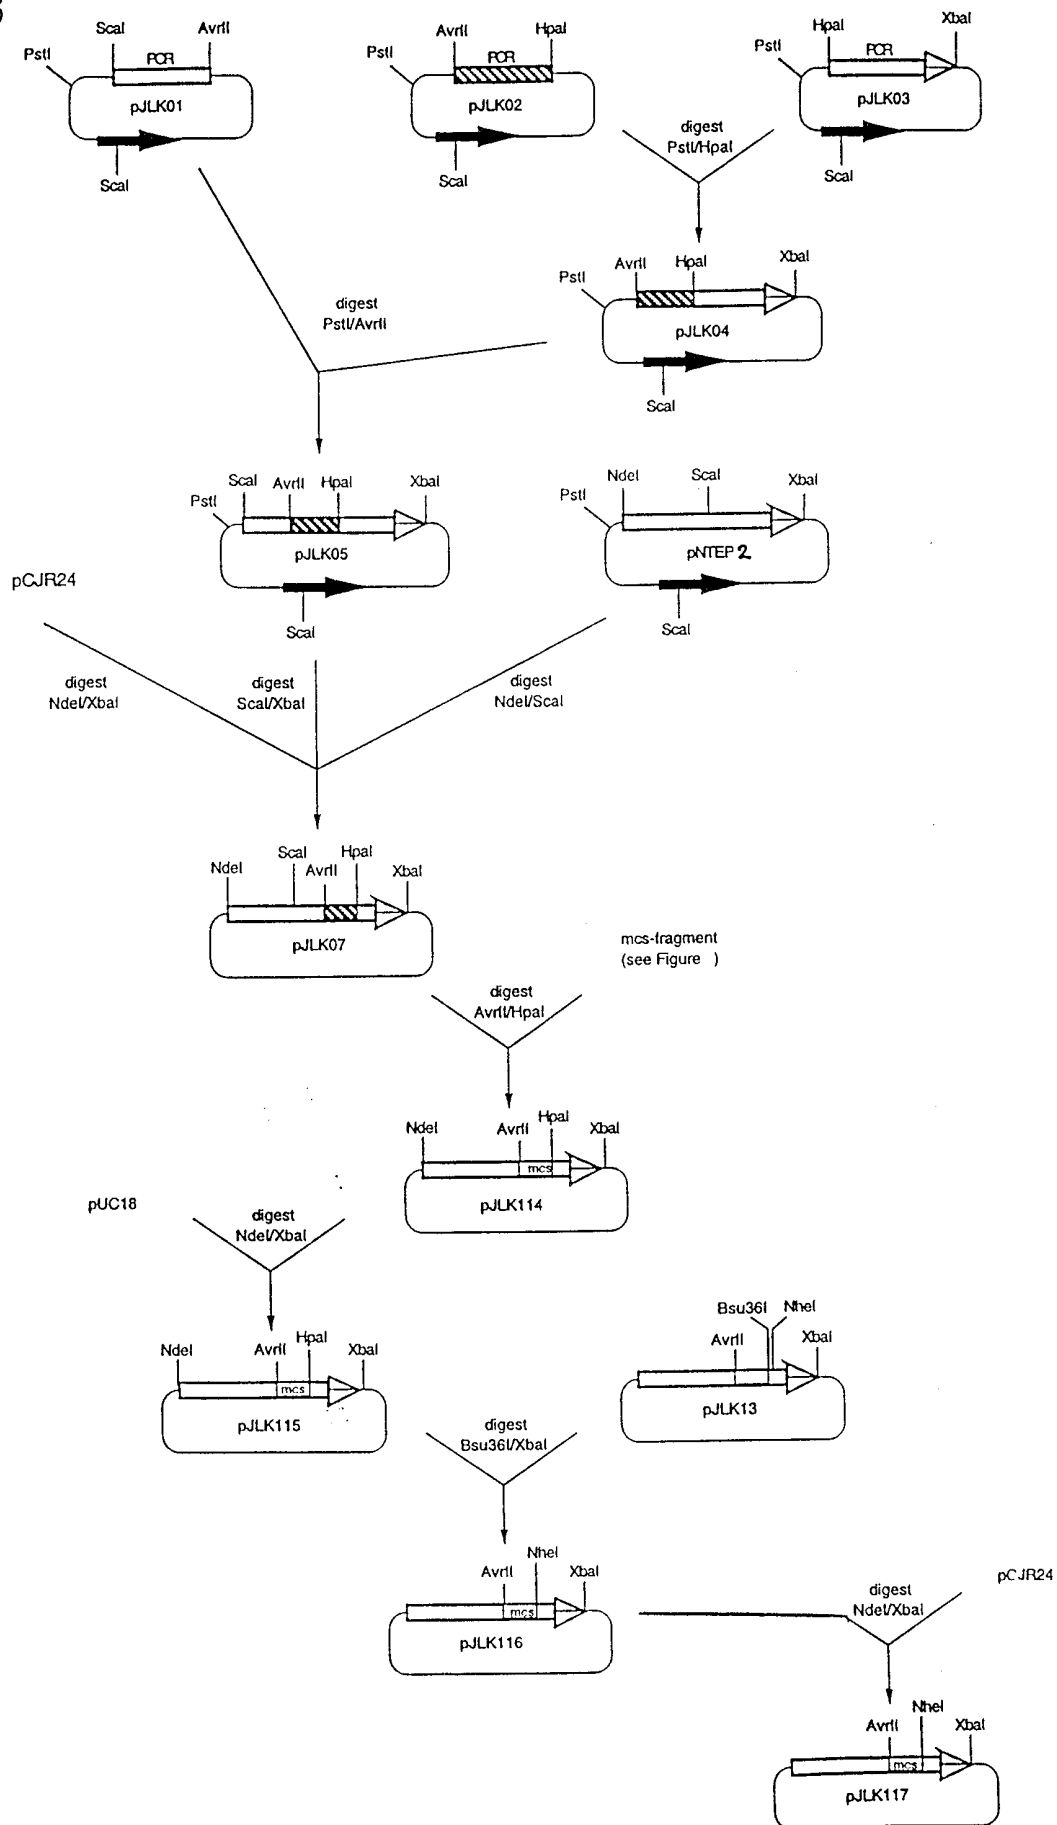 ScaI
AvrII
PstI
PCR
pJLK01
ScaI
AvrII
HpaI
PstI
PCR
pJLK02
ScaI
HpaI
XbaI
PstI
PCR
pJLK03
ScaI
digest
PstI/HpaI
AvrII
HpaI
XbaI
PstI
pJLK04
ScaI
digest
PstI/AvrII
ScaI
AvrII
HpaI
XbaI
PstI
pJLK05
ScaI
NdeI
ScaI
XbaI
PstI
pNTEP2
ScaI
pCJR24
digest
NdeI/XbaI
digest
ScaI/XbaI
digest
NdeI/ScaI
ScaI
HpaI
NdeI
AvrII
XbaI
pJLK07
mcs-fragment
(see Figure )
digest
AvrII/HpaI
NdeI
AvrII
HpaI
XbaI
mcs
pJLK114
pUC18
digest
NdeI/XbaI
NdeI
AvrII
HpaI
XbaI
mcs
pJLK115
Bsu36I
NheI
AvrII
XbaI
pJLK13
digest
Bsu36I/XbaI
NheI
AvrII
XbaI
mcs
pJLK116
pCJR24
digest
NdeI/XbaI
NheI
AvrII
XbaI
mcs
pJLK117